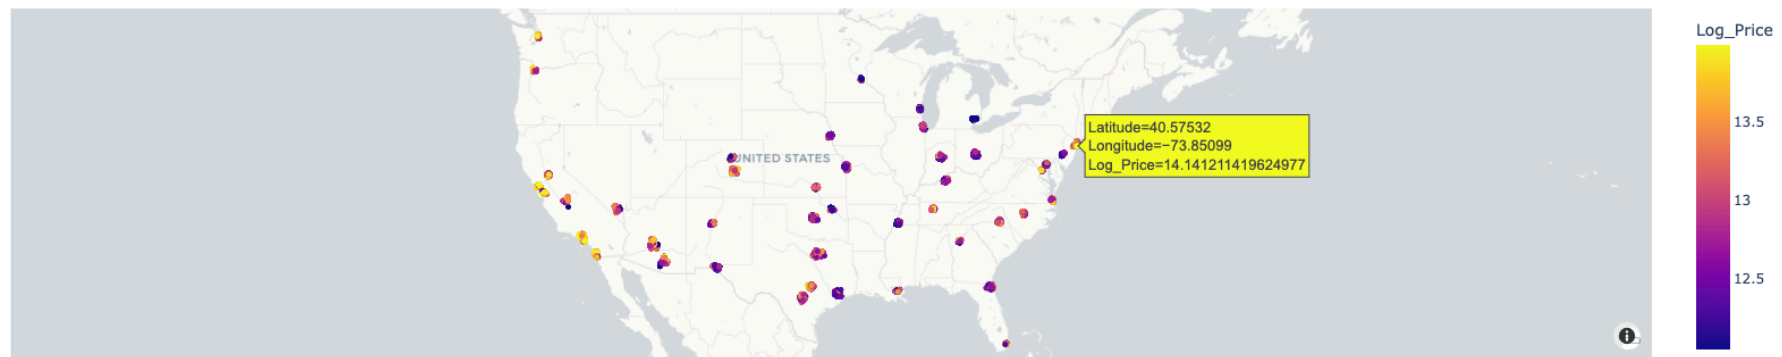 Log_Price
13.5
Latitude=40.57532
Longitude=−73.85099
Log_Price=14.141211419624977
UNITED STATES
13
12.5